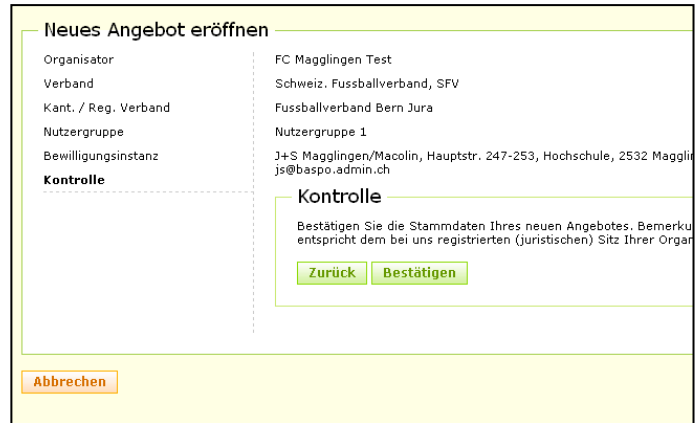 Neues Angebot eröffnen
Organisator FC Magglingen Test
Verband Schweiz. Fussballverband, SFV
Kant. / Reg. Verband Fussballverband Bern Jura
Nutzergruppe Nutzergruppe 1
Bewilligungsinstanz J+S Magglingen/Macolin, Hauptstr. 247-253, Hochschule, 2532
js@baspo.admin.ch
Kontrolle
Kontrolle
Bestätigen Sie die Stammdaten Ihres neuen Angebotes.
entspricht dem bei uns registrierten (juristischen) Sitz Ihrer
Zurück Bestätigen
Abbrechen